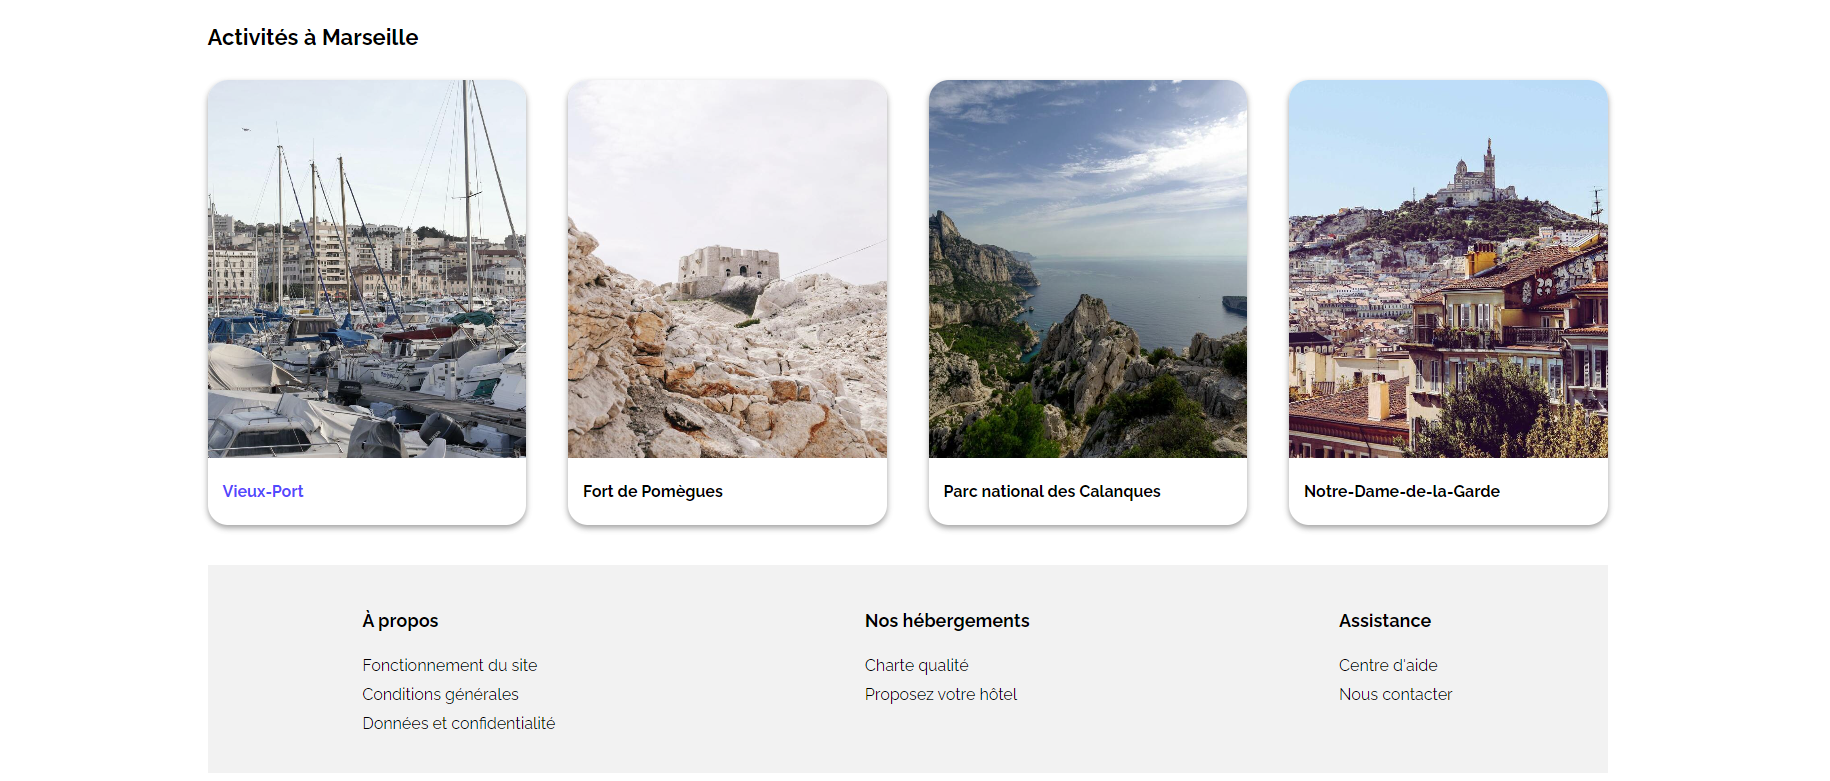 Activités à Marseille
Vieux-Port
Fort de Pomègues
Parc national des Calanques
Notre-Dame-de-la-Garde
À propos
Fonctionnement du site
Conditions générales
Données et confidentialité
Nos hébergements
Charte qualité
Proposez votre hôtel
Assistance
Centre d'aide
Nous contacter